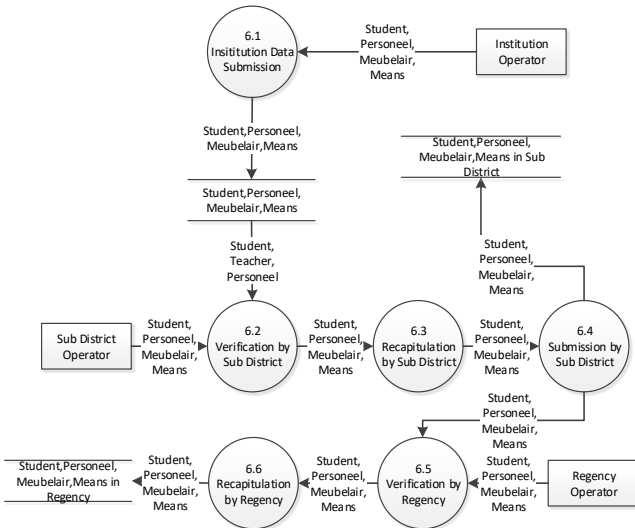 6.1
Insititution Data
Submission
Student,
Personeel,
Meubelair,
Means
Institution
Operator
Student,Personeel,
Meubelair,Means
Student,Personeel,
Meubelair,Means in Sub
District
Student,Personeel,
Meubelair,Means
Student,
Teacher,
Personeel
Student,
Personeel,
Meubelair,
Means
Sub District
Operator
Student,
Personeel,
Meubelair,
Means
6.2
Verification by
Sub District
Student,
Personeel,
Meubelair,
Means
6.3
Recapitulation
by Sub District
Student,
Personeel,
Meubelair,
Means
6.4
Submission by
Sub District
Student,
Personeel,
Meubelair,
Means
Student,Personeel,
Meubelair,Means in
Regency
Student,
Personeel,
Meubelair,
Means
6.6
Recapitulation
by Regency
Student,
Personeel,
Meubelair,
Means
6.5
Verification by
Regency
Student,
Personeel,
Meubelair,
Means
Regency
Operator